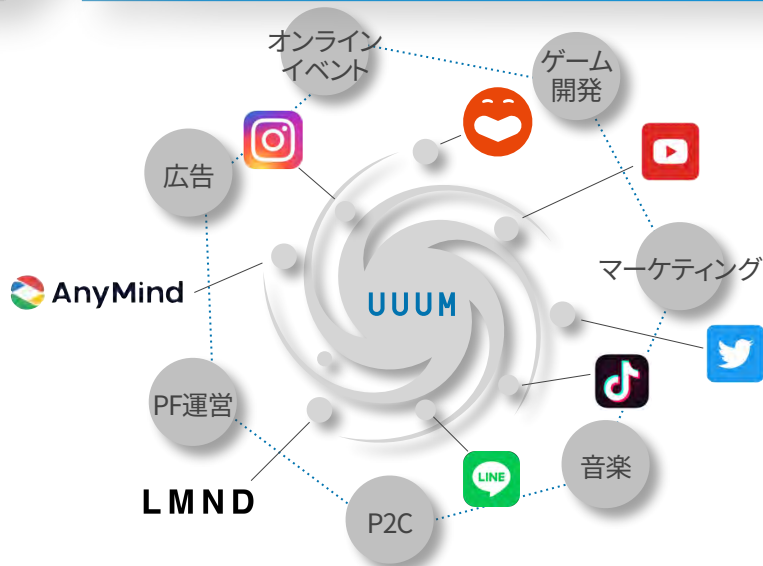 オンライン
イベント
ゲーム
開発
広告
マーケティング
AnyMind
UUUM
PF運営
LMND
LINE
音楽
P2C